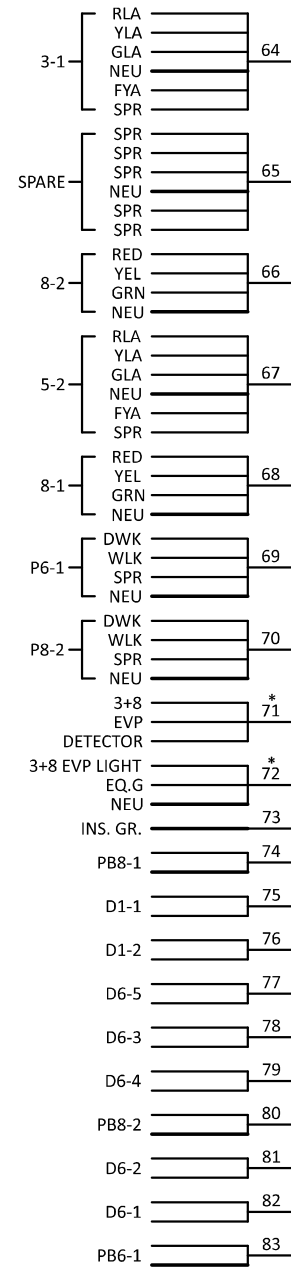 RLA
YLA
GLA
3-1 64
NEU
FYA
SPR
SPR
SPR
SPR
SPARE 65
NEU
SPR
SPR
RED
YEL 66
8-2
GRN
NEU
RLA
YLA
GLA
5-2 67
NEU
FYA
SPR
RED
YEL 68
8-1
GRN
NEU
DWK
WLK 69
P6-1
SPR
NEU
DWK
WLK 70
P8-2
SPR
NEU
3+8 *
EVP 71
DETECTOR
3+8 EVP LIGHT *
EQ.G 72
NEU
INS. GR. 73
PB8-1 74
D1-1 75
D1-2 76
D6-5 77
D6-3 78
D6-4 79
PB8-2 80
D6-2 81
D6-1 82
PB6-1 83